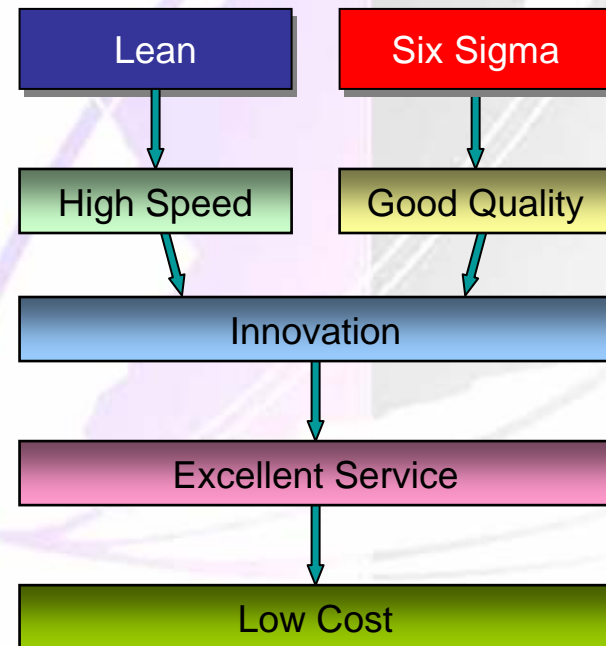 Lean
Six Sigma
High Speed
Good Quality
Innovation
Excellent Service
Low Cost